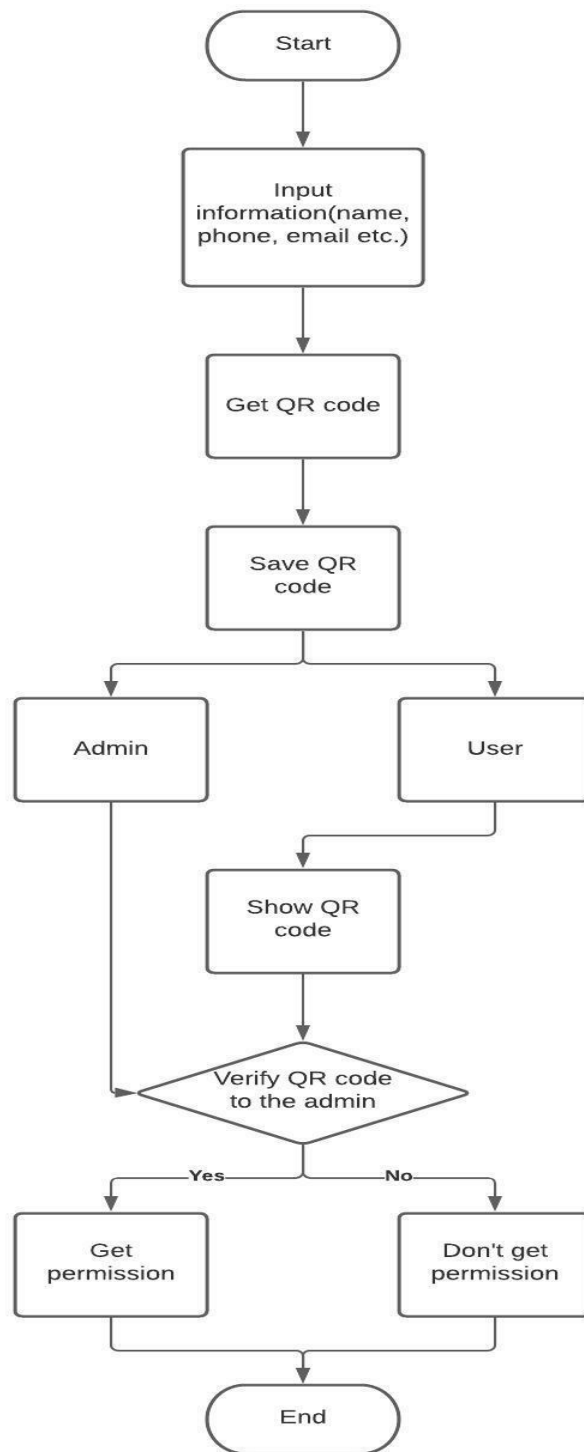 Start
Input
information(name,
phone, email etc.)
Get QR code
Save QR
code
Admin
User
Show QR
code
Verify QR code
to the admin
Yes
No
Get
permission
Don't get
permission
End